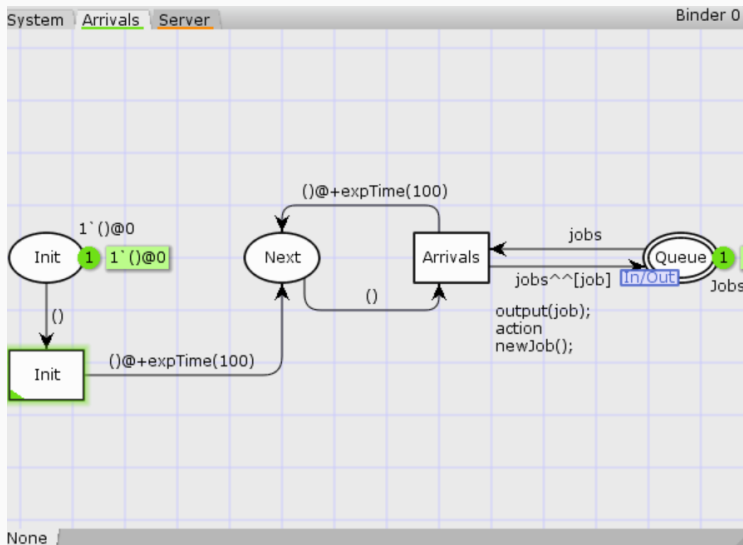 System Arrivals Server Binder 0
()@+expTime(100)
1`()@0
Init 1 1`()@0 Next Arrivals jobs Queue 1
jobs^^[job] In/Out Jobs
() ()
output(job);
action
newJob();
()@+expTime(100)
Init
None